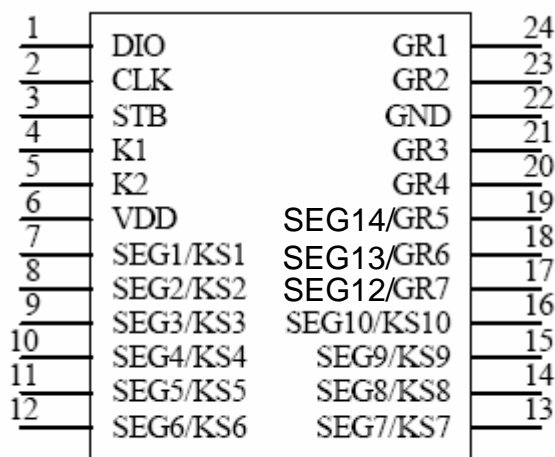 1 DIO GR1 24
2 CLK GR2 23
3 STB GND 22
4 K1 GR3 21
5 K2 GR4 20
6 VDD SEG14/GR5 19
7 SEG1/KS1 SEG13/GR6 18
8 SEG2/KS2 SEG12/GR7 17
9 SEG3/KS3 SEG10/KS10 16
10 SEG4/KS4 SEG9/KS9 15
11 SEG5/KS5 SEG8/KS8 14
12 SEG6/KS6 SEG7/KS7 13